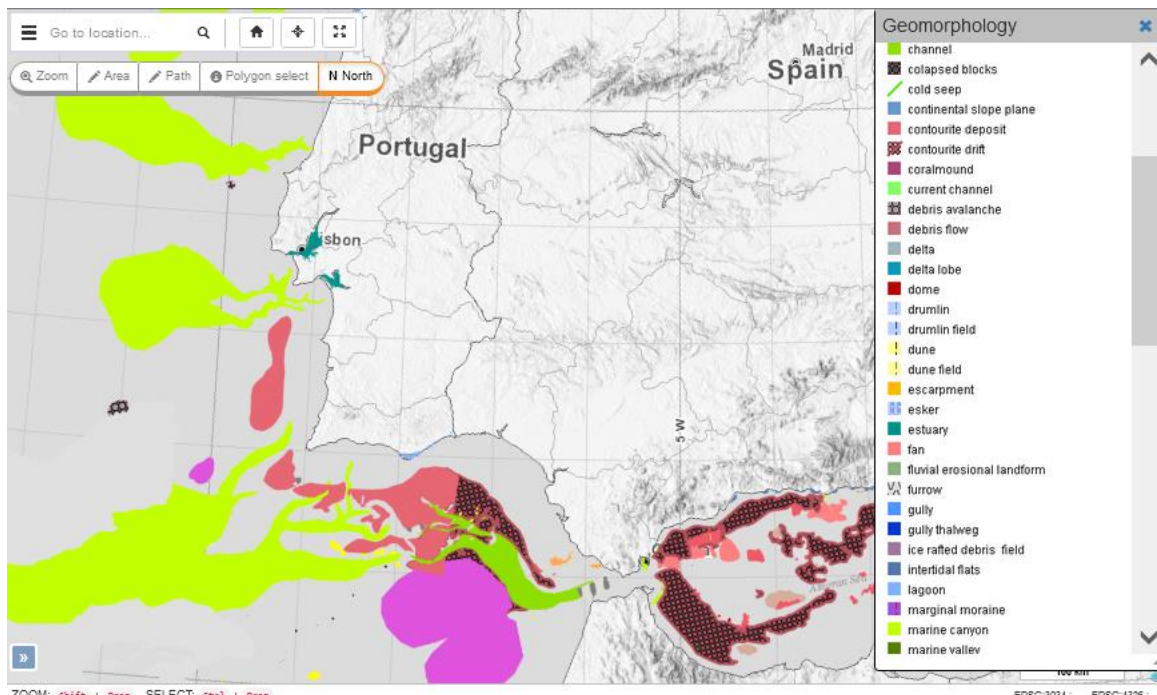 Go to location...
Zoom
Area
Path
Polygon select
N North
Madrid
Spain
Portugal
isbon
5 W
Geomorphology
channel
colapsed blocks
cold seep
continental slope plane
contourite deposit
contourite drift
coralmound
current channel
debris avalanche
debris flow
delta
delta lobe
dome
drumlin
drumlin field
dune
dune field
escarpment
esker
estuary
fan
fluvial erosional landform
furrow
gully
gully thalweg
ice rafted debris field
intertidal flats
lagoon
marginal moraine
marine canyon
marine valley
»
100 km